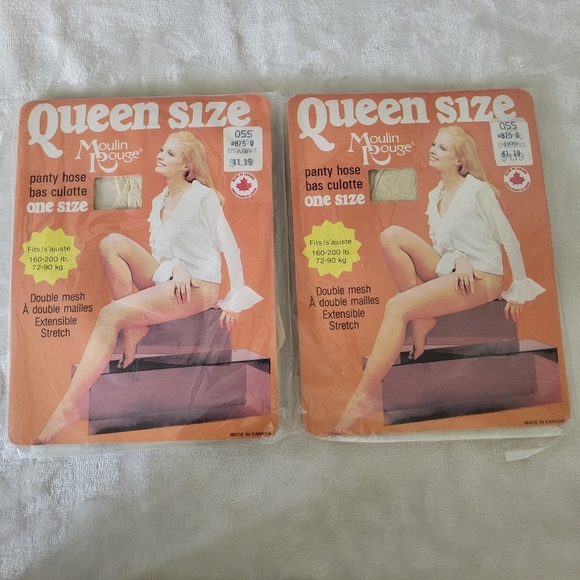 Queen size
055
#875 Q
$1.19
Moulin Rouge®
panty hose
bas culotte
one size
Fits/s'ajuste
160-200 lb.
72-90 kg.
Double mesh
À double mailles
Extensible
Stretch
MADE IN CANADA
Queen size
055
#875 Q
$1.19
Moulin Rouge®
panty hose
bas culotte
one size
Fits/s'ajuste
160-200 lb.
72-90 kg.
Double mesh
À double mailles
Extensible
Stretch
MADE IN CANADA